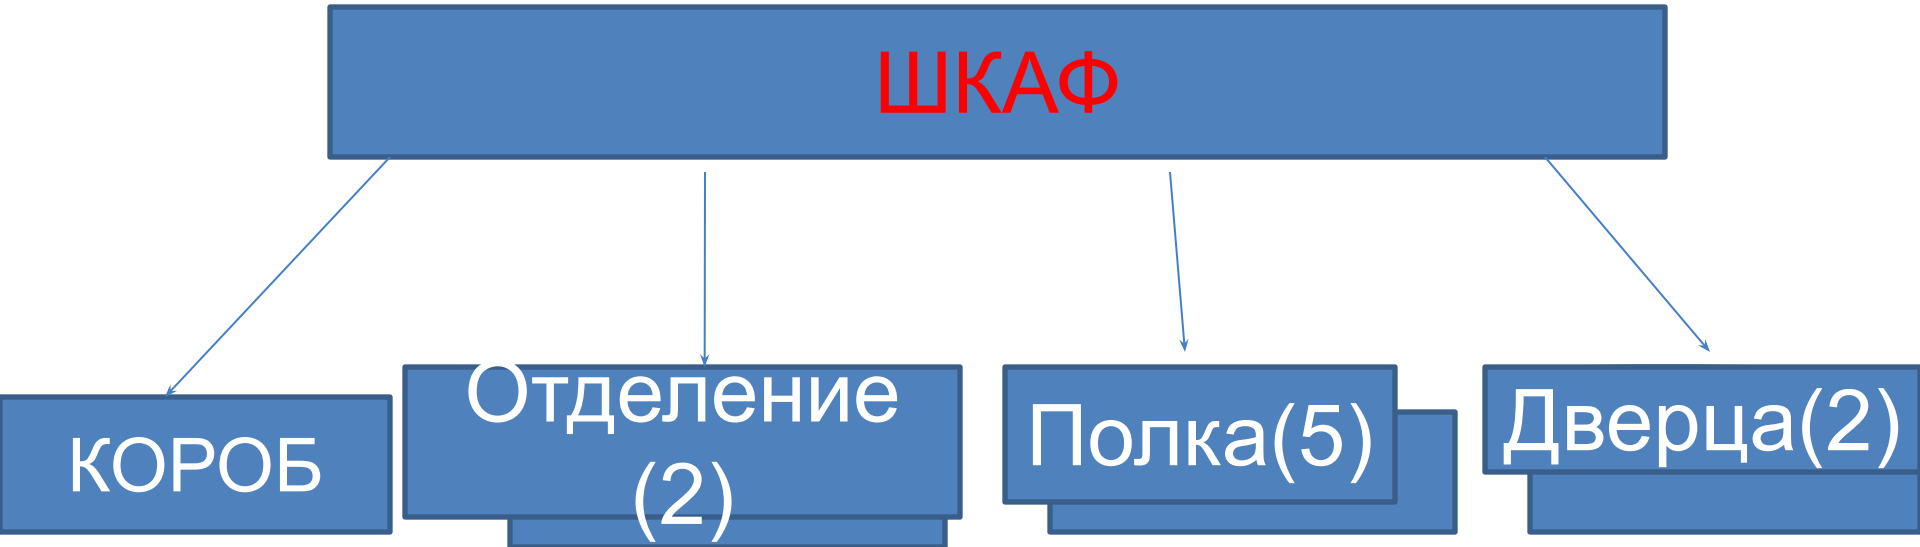 ШКАФ
КОРОБ
Отделение
(2)
Полка(5)
Дверца(2)